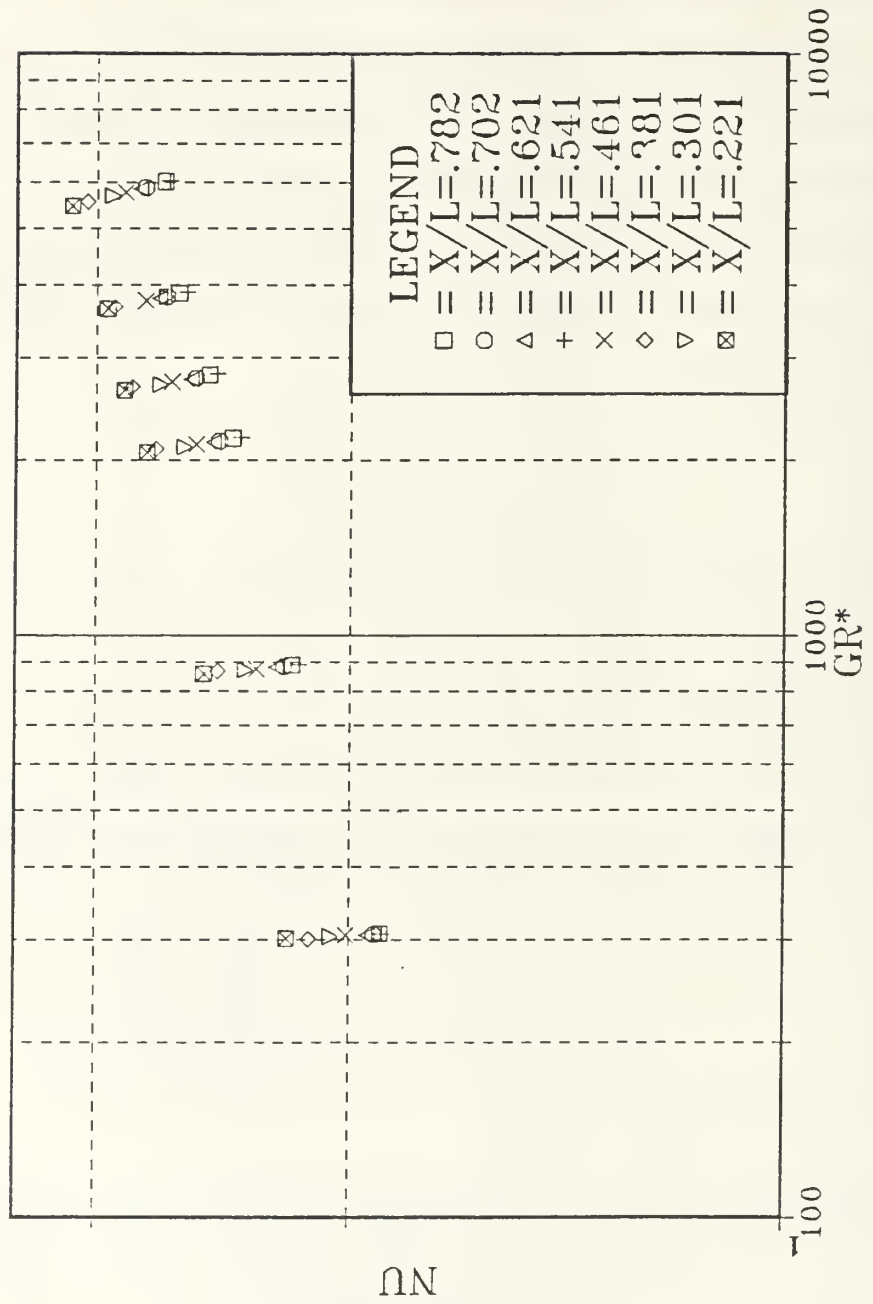 NU
1
100
1000
10000
GR*
LEGEND
□ = X/L=.782
○ = X/L=.702
△ = X/L=.621
+ = X/L=.541
× = X/L=.461
◇ = X/L=.381
▽ = X/L=.301
⊠ = X/L=.221